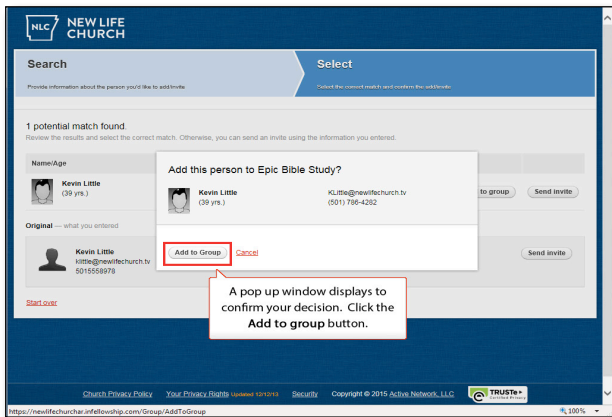 NLC NEW LIFE
CHURCH
Search
Select
Provide information about the person you'd like to add/invite
Select the correct match and confirm the add/invite
1 potential match found.
Review the results and select the correct match. Otherwise, you can send an invite using the information you entered.
Name/Age
Kevin Little
(39 yrs.)
to group
Send invite
Add this person to Epic Bible Study?
Kevin Little
(39 yrs.)
KLittle@newlifechurch.tv
(501) 786-4282
Add to Group
Cancel
Original — what you entered
Kevin Little
klittle@newlifechurch.tv
5015558978
Send invite
Start over
A pop up window displays to
confirm your decision. Click the
Add to group button.
Church Privacy Policy Your Privacy Rights Updated 12/12/13 Security Copyright © 2015 Active Network, LLC TRUSTe
Certified Privacy
https://newlifechurchar.infellowship.com/Group/AddToGroup
100%